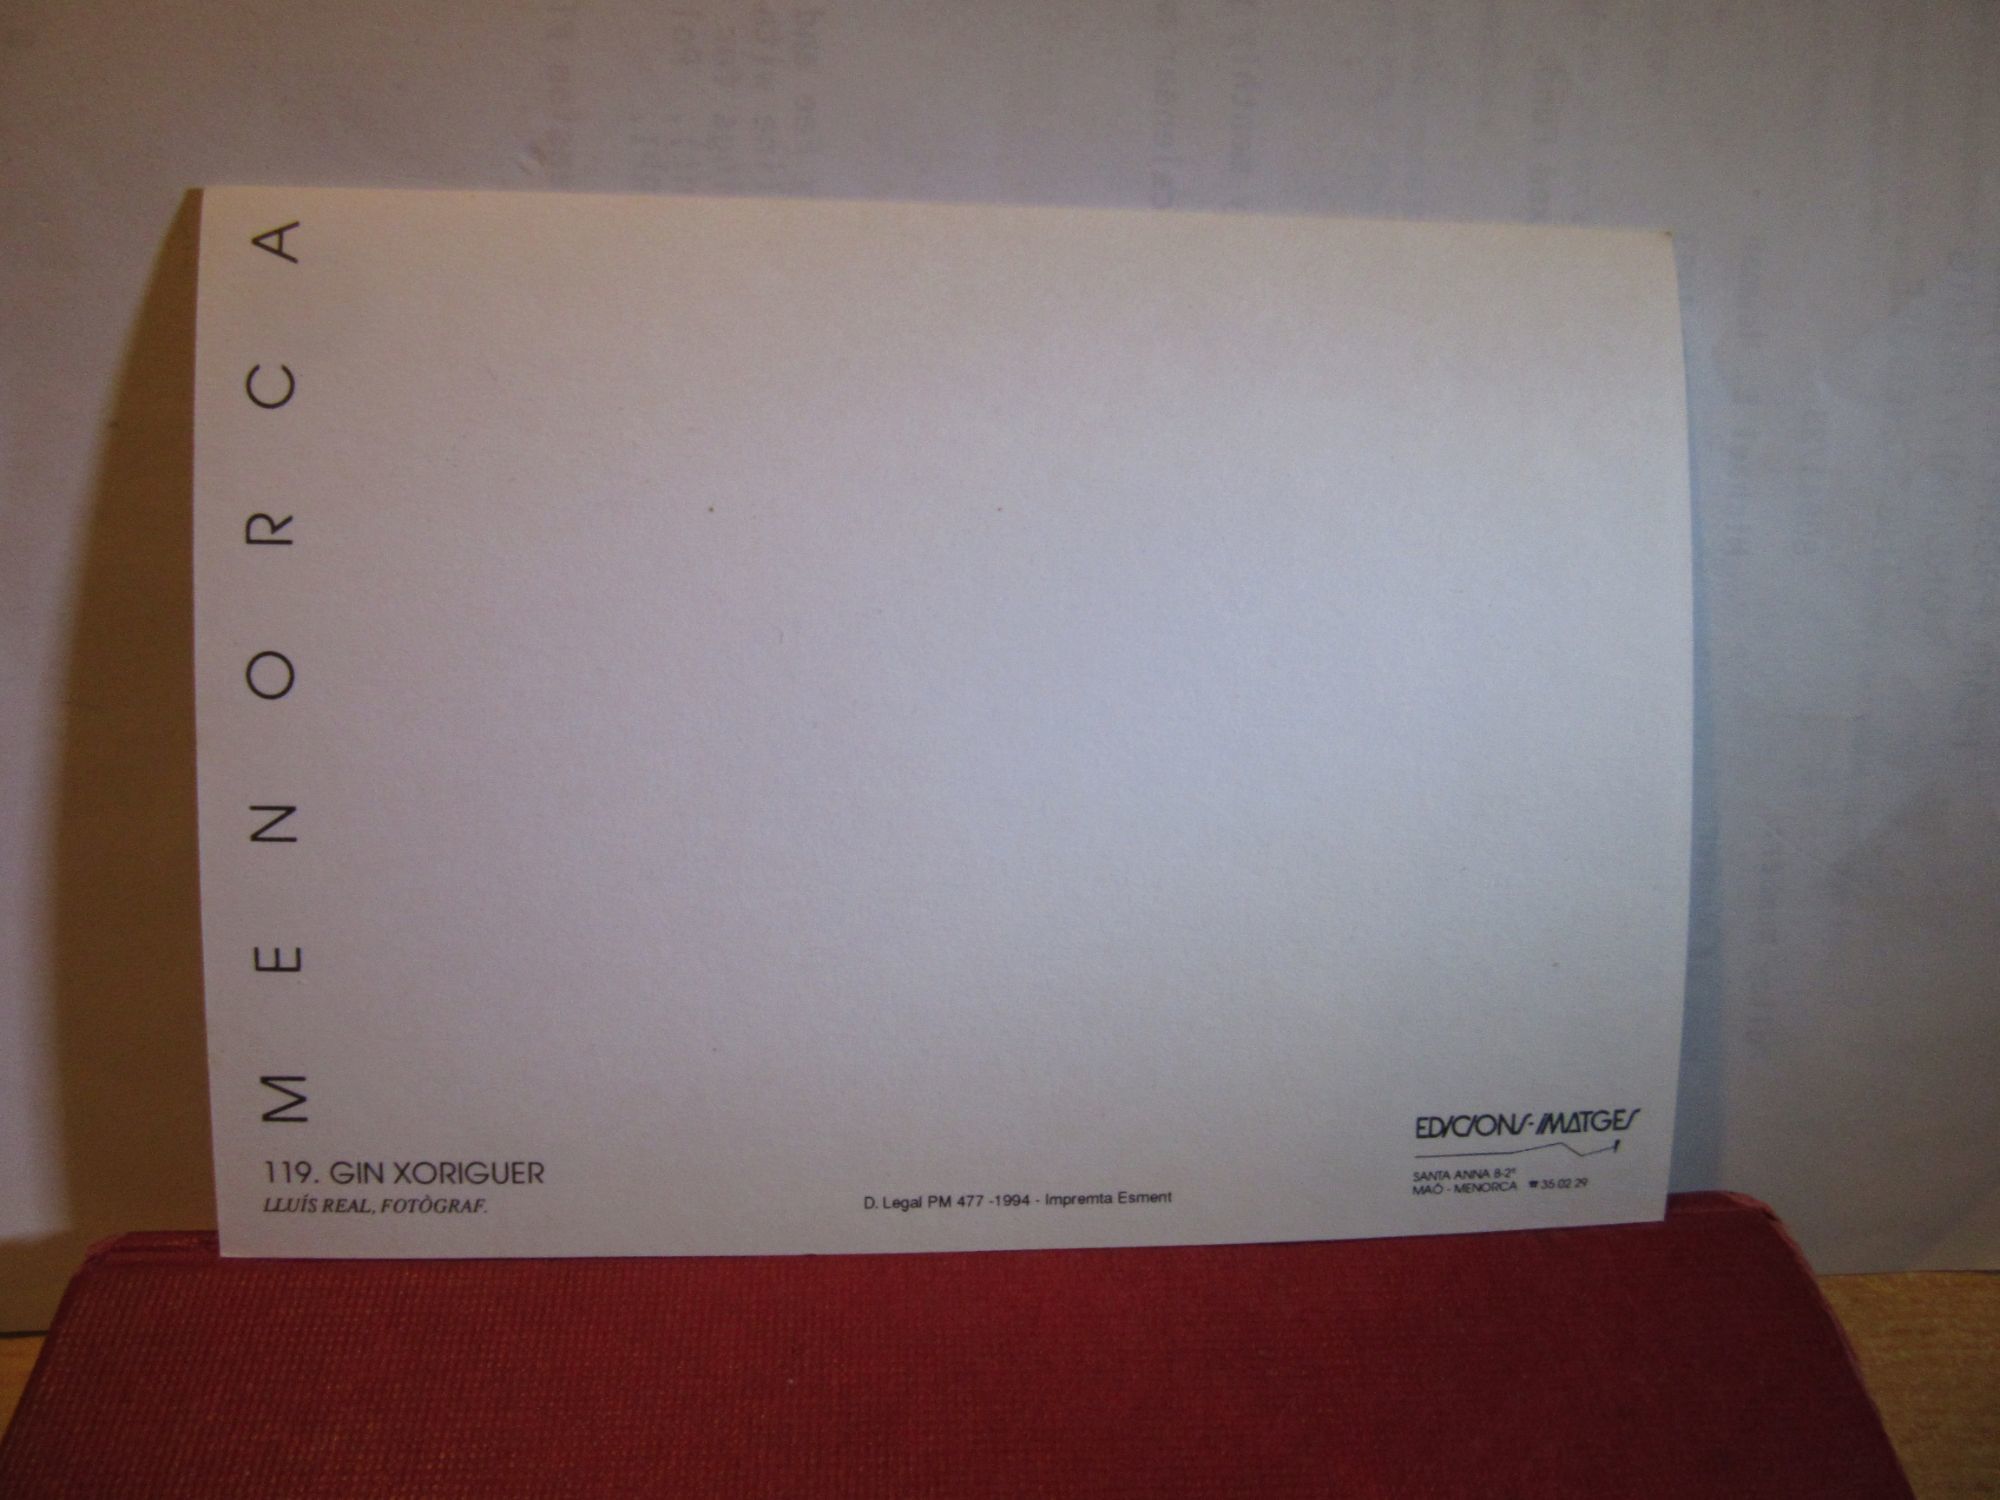 MENORCA
119. GIN XORIGUER
LLUÍS REAL, FOTÒGRAF.
D. Legal PM 477 -1994 - Impremta Esment
EDICIONS-IMATGES
SANTA ANNA 8-2º
MAÓ - MENORCA ☎ 35 02 29